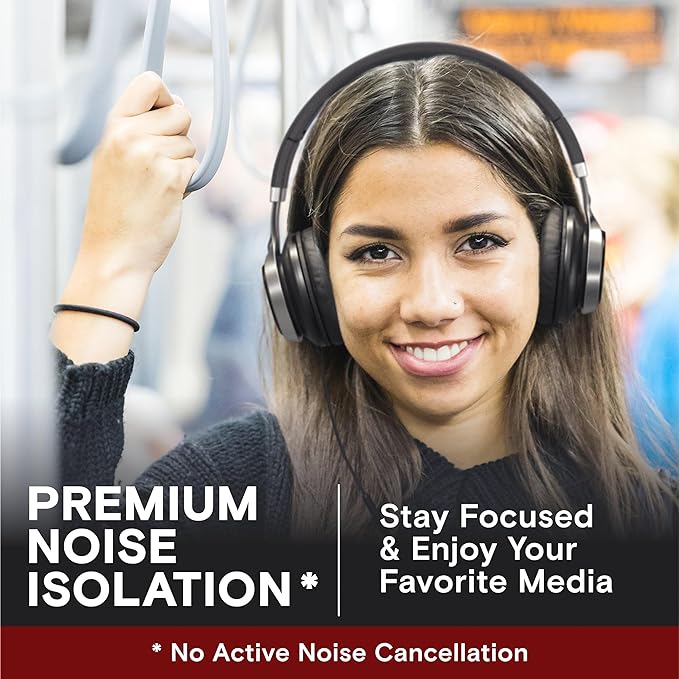 PREMIUM
NOISE
ISOLATION*
Stay Focused
& Enjoy Your
Favorite Media
* No Active Noise Cancellation